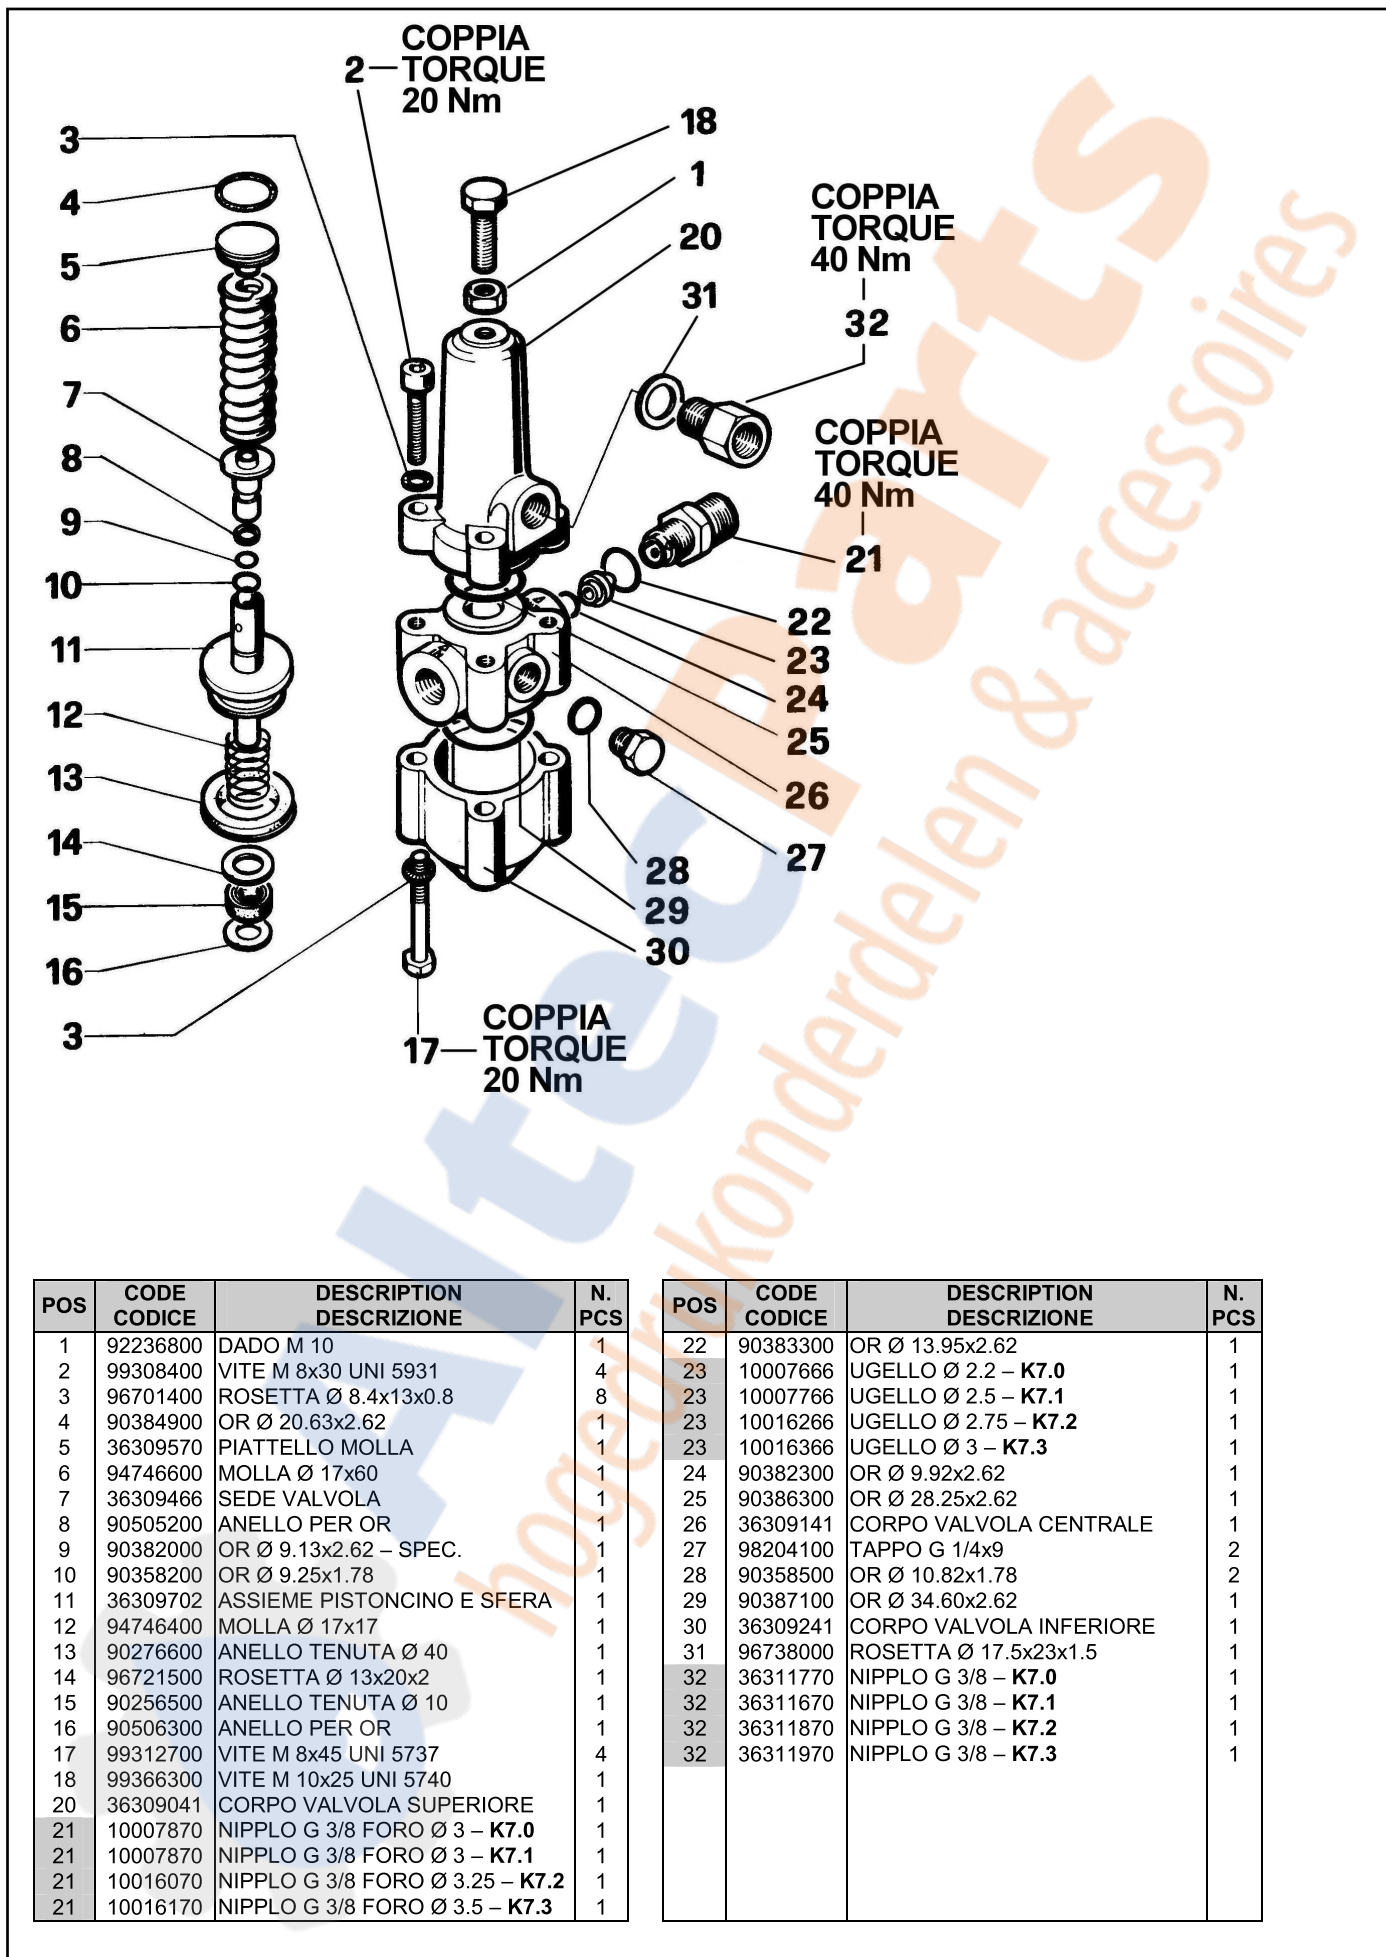 COPPIA
TORQUE
20 Nm
2
3
18
4
1
COPPIA
TORQUE
40 Nm
20
5
31
32
6
7
COPPIA
TORQUE
40 Nm
8
9
21
10
22
11
23
24
12
25
13
26
14
27
28
15
29
30
16
3
17
COPPIA
TORQUE
20 Nm
AltecParts
hogedrukonderdelen & accessoires
POS CODE CODICE DESCRIPTION DESCRIZIONE N. PCS
1 92236800 DADO M 10 1
2 99308400 VITE M 8x30 UNI 5931 4
3 96701400 ROSETTA Ø 8.4x13x0.8 8
4 90384900 OR Ø 20.63x2.62 1
5 36309570 PIATTELLO MOLLA 1
6 94746600 MOLLA Ø 17x60 1
7 36309466 SEDE VALVOLA 1
8 90505200 ANELLO PER OR 1
9 90382000 OR Ø 9.13x2.62 – SPEC. 1
10 90358200 OR Ø 9.25x1.78 1
11 36309702 ASSIEME PISTONCINO E SFERA 1
12 94746400 MOLLA Ø 17x17 1
13 90276600 ANELLO TENUTA Ø 40 1
14 96721500 ROSETTA Ø 13x20x2 1
15 90256500 ANELLO TENUTA Ø 10 1
16 90506300 ANELLO PER OR 1
17 99312700 VITE M 8x45 UNI 5737 4
18 99366300 VITE M 10x25 UNI 5740 1
20 36309041 CORPO VALVOLA SUPERIORE 1
21 10007870 NIPPLO G 3/8 FORO Ø 3 – K7.0 1
21 10007870 NIPPLO G 3/8 FORO Ø 3 – K7.1 1
21 10016070 NIPPLO G 3/8 FORO Ø 3.25 – K7.2 1
21 10016170 NIPPLO G 3/8 FORO Ø 3.5 – K7.3 1
POS CODE CODICE DESCRIPTION DESCRIZIONE N. PCS
22 90383300 OR Ø 13.95x2.62 1
23 10007666 UGELLO Ø 2.2 – K7.0 1
23 10007766 UGELLO Ø 2.5 – K7.1 1
23 10016266 UGELLO Ø 2.75 – K7.2 1
23 10016366 UGELLO Ø 3 – K7.3 1
24 90382300 OR Ø 9.92x2.62 1
25 90386300 OR Ø 28.25x2.62 1
26 36309141 CORPO VALVOLA CENTRALE 1
27 98204100 TAPPO G 1/4x9 2
28 90358500 OR Ø 10.82x1.78 2
29 90387100 OR Ø 34.60x2.62 1
30 36309241 CORPO VALVOLA INFERIORE 1
31 96738000 ROSETTA Ø 17.5x23x1.5 1
32 36311770 NIPPLO G 3/8 – K7.0 1
32 36311670 NIPPLO G 3/8 – K7.1 1
32 36311870 NIPPLO G 3/8 – K7.2 1
32 36311970 NIPPLO G 3/8 – K7.3 1